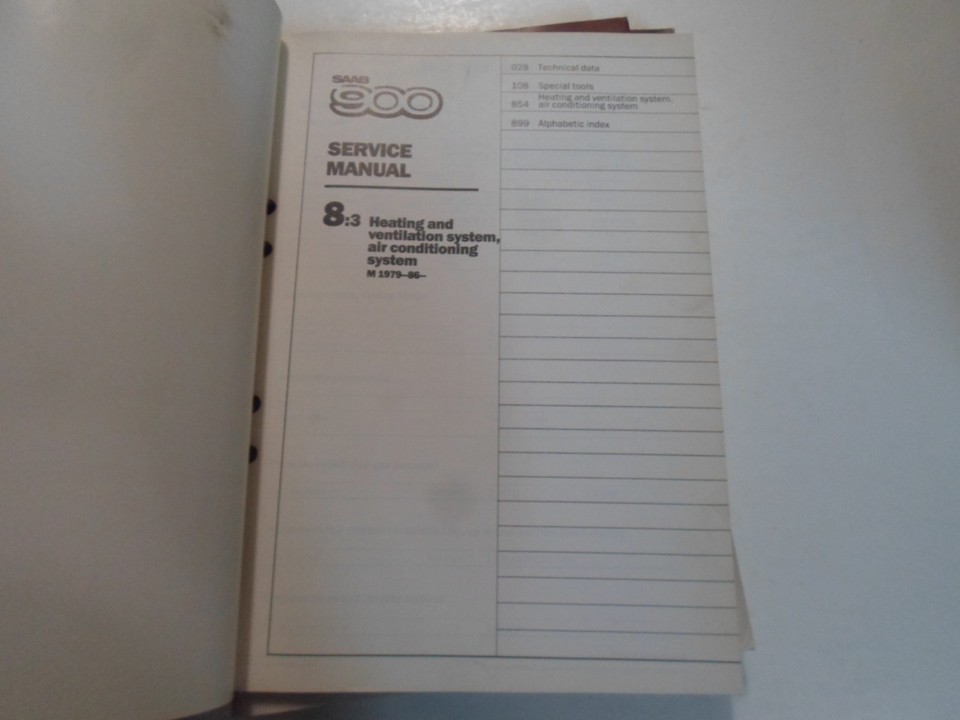 SAAB
900
SERVICE
MANUAL
8:3 Heating and
ventilation system,
air conditioning
system
M 1979–86–
028 Technical data
108 Special tools
Heating and ventilation system,
854 air conditioning system
899 Alphabetic index